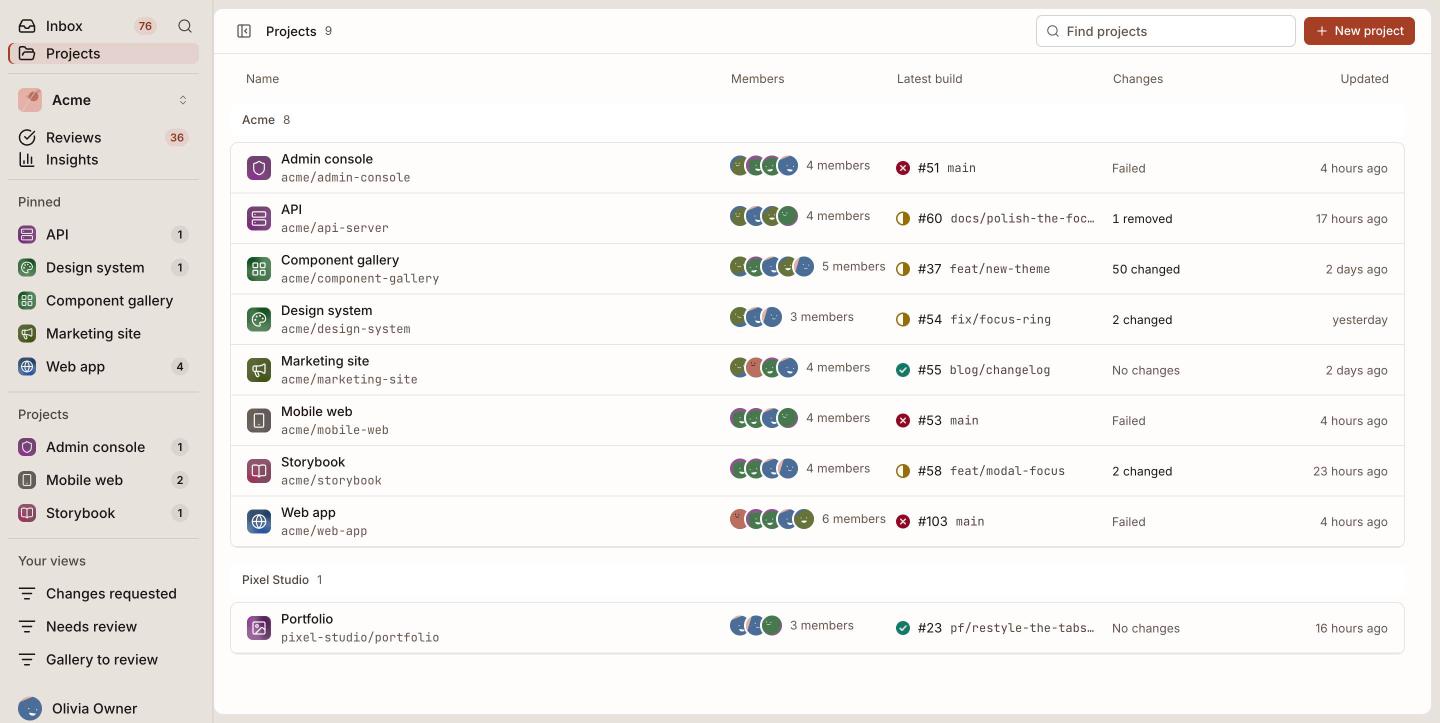 Inbox 76
Projects
Acme
Reviews 36
Insights
Pinned
API 1
Design system 1
Component gallery
Marketing site
Web app 4
Projects
Admin console 1
Mobile web 2
Storybook 1
Your views
Changes requested
Needs review
Gallery to review
Olivia Owner
Projects 9
Find projects
New project
Name Members Latest build Changes Updated
Acme 8
Admin console
acme/admin-console
4 members #51 main Failed 4 hours ago
API
acme/api-server
4 members #60 docs/polish-the-foc… 1 removed 17 hours ago
Component gallery
acme/component-gallery
5 members #37 feat/new-theme 50 changed 2 days ago
Design system
acme/design-system
3 members #54 fix/focus-ring 2 changed yesterday
Marketing site
acme/marketing-site
4 members #55 blog/changelog No changes 2 days ago
Mobile web
acme/mobile-web
4 members #53 main Failed 4 hours ago
Storybook
acme/storybook
4 members #58 feat/modal-focus 2 changed 23 hours ago
Web app
acme/web-app
6 members #103 main Failed 4 hours ago
Pixel Studio 1
Portfolio
pixel-studio/portfolio
3 members #23 pf/restyle-the-tabs… No changes 16 hours ago